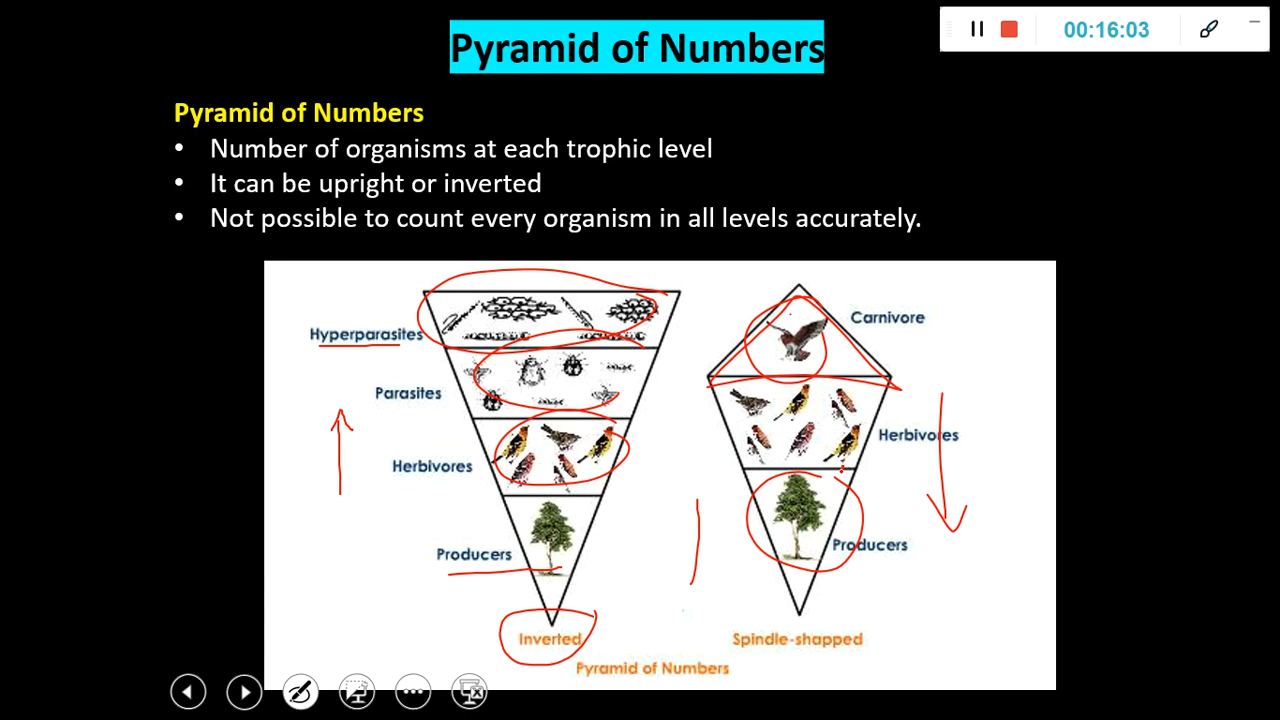 Pyramid of Numbers
00:16:03
Pyramid of Numbers
• Number of organisms at each trophic level
• It can be upright or inverted
• Not possible to count every organism in all levels accurately.
Hyperparasites
Parasites
Herbivores
Producers
Inverted
Carnivore
Herbivores
Producers
Spindle-shapped
Pyramid of Numbers